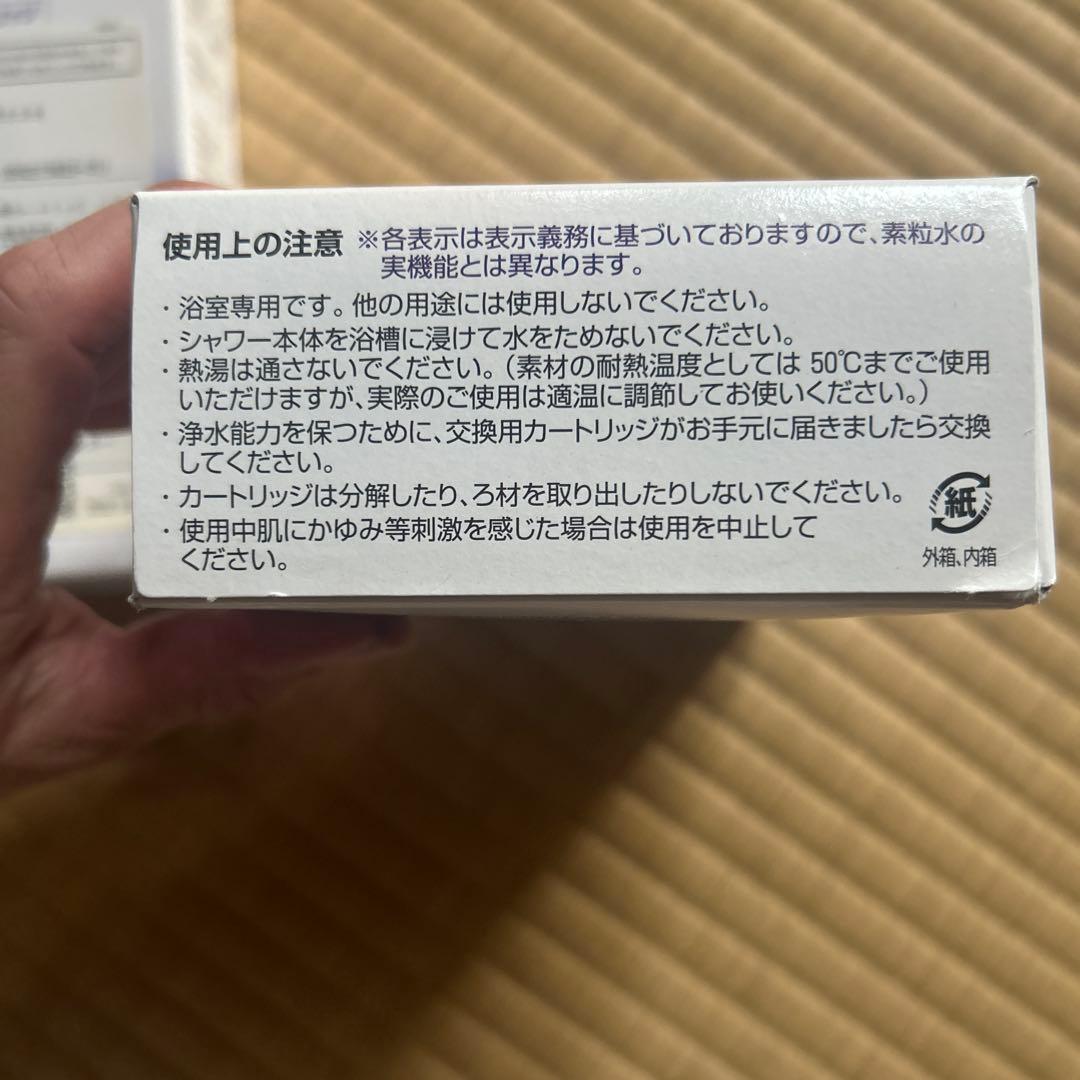 使用上の注意 ※各表示は表示義務に基づいておりますので、素粒水の
実機能とは異なります。
・浴室専用です。他の用途には使用しないでください。
・シャワー本体を浴槽に浸けて水をためないでください。
・熱湯は通さないでください。(素材の耐熱温度としては 50℃までご使用
いただけますが、実際のご使用は適温に調節してお使いください。)
・浄水能力を保つために、交換用カートリッジがお手元に届きましたら交換
してください。
・カートリッジは分解したり、ろ材を取り出したりしないでください。
・使用中肌にかゆみ等刺激を感じた場合は使用を中止して
ください。
紙
外箱、内箱